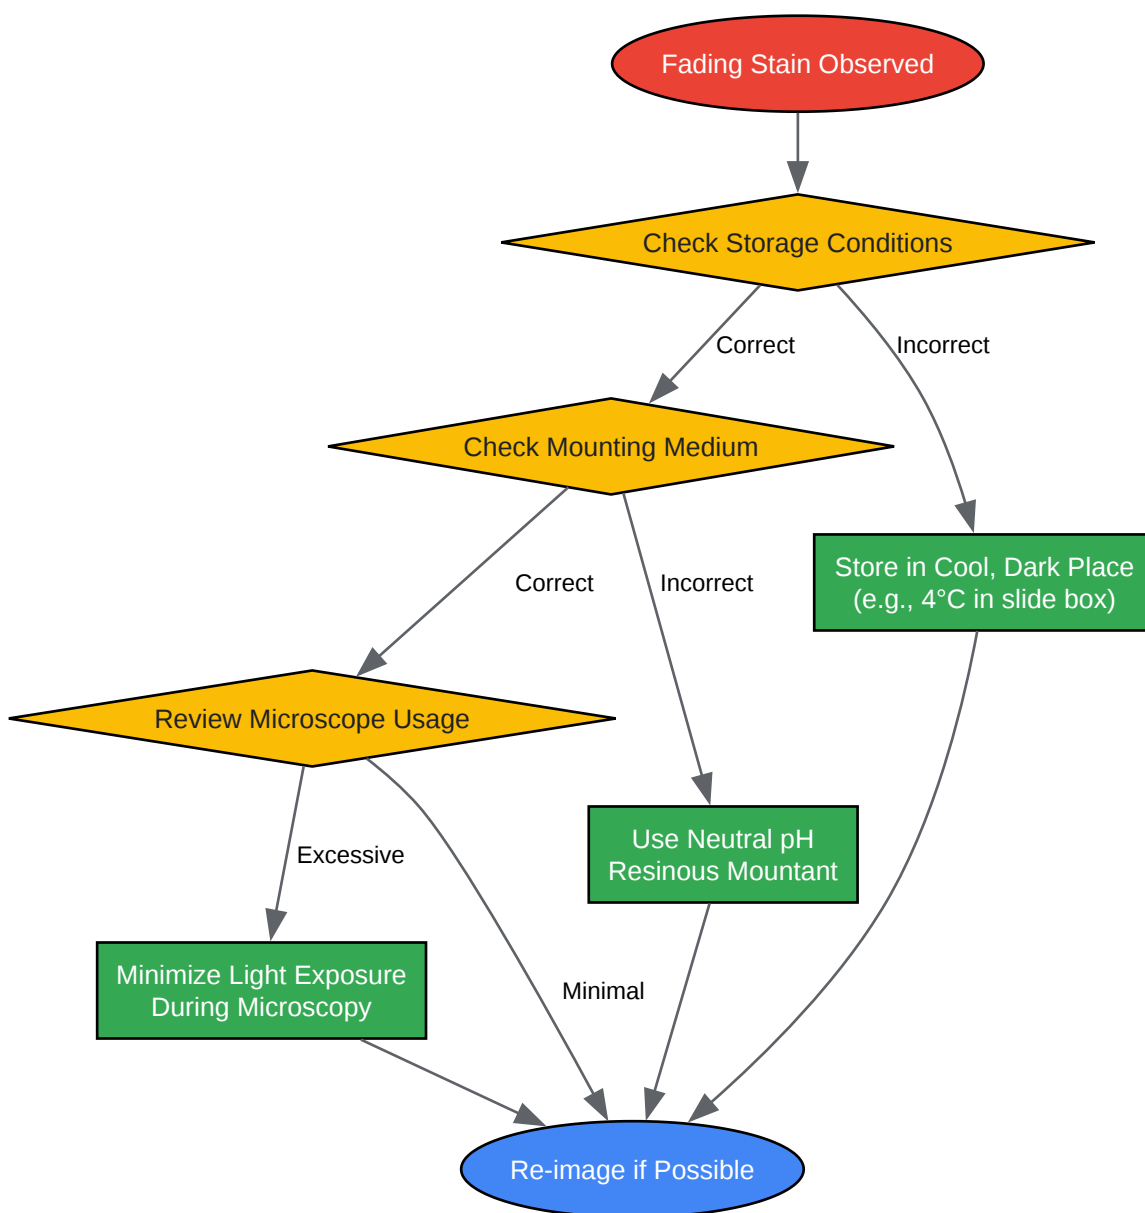 Fading Stain Observed
Check Storage Conditions
Correct
Incorrect
Check Mounting Medium
Correct
Incorrect
Store in Cool, Dark Place
(e.g., 4°C in slide box)
Review Microscope Usage
Excessive
Use Neutral pH
Resinous Mountant
Minimize Light Exposure
During Microscopy
Minimal
Re-image if Possible